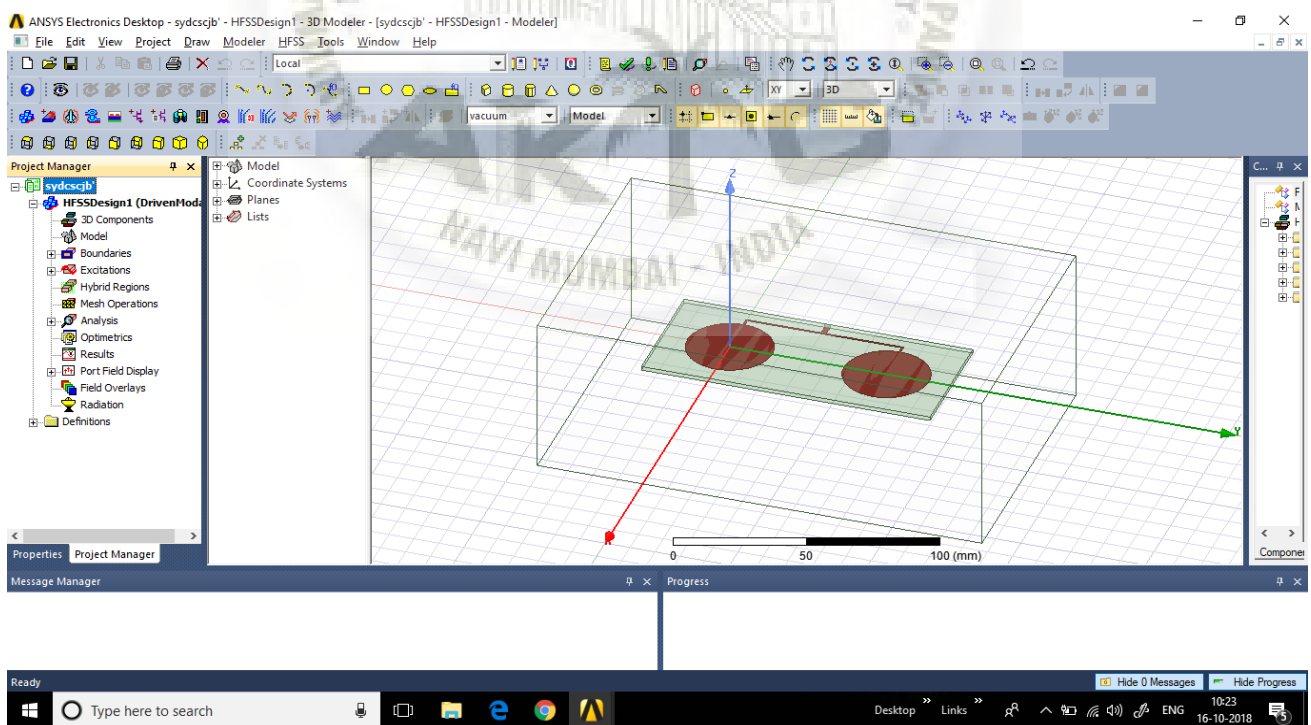 ANSYS Electronics Desktop - sydcscjb' - HFSSDesign1 - 3D Modeler - [sydcscjb' - HFSSDesign1 - Modeler]
File Edit View Project Draw Modeler HFSS Tools Window Help
Local
XY 3D
vacuum Model
Project Manager
sydcscjb'
HFSSDesign1 (DrivenModa
3D Components
Model
Boundaries
Excitations
Hybrid Regions
Mesh Operations
Analysis
Optimetrics
Results
Port Field Display
Field Overlays
Radiation
Definitions
Properties Project Manager
Model
Coordinate Systems
Planes
Lists
NAVI MUMBAI - INDIA
Z
Y
0 50 100 (mm)
C...
Componen
Message Manager
Progress
Ready
Hide 0 Messages Hide Progress
Type here to search
Desktop Links ENG 10:23
16-10-2018
5